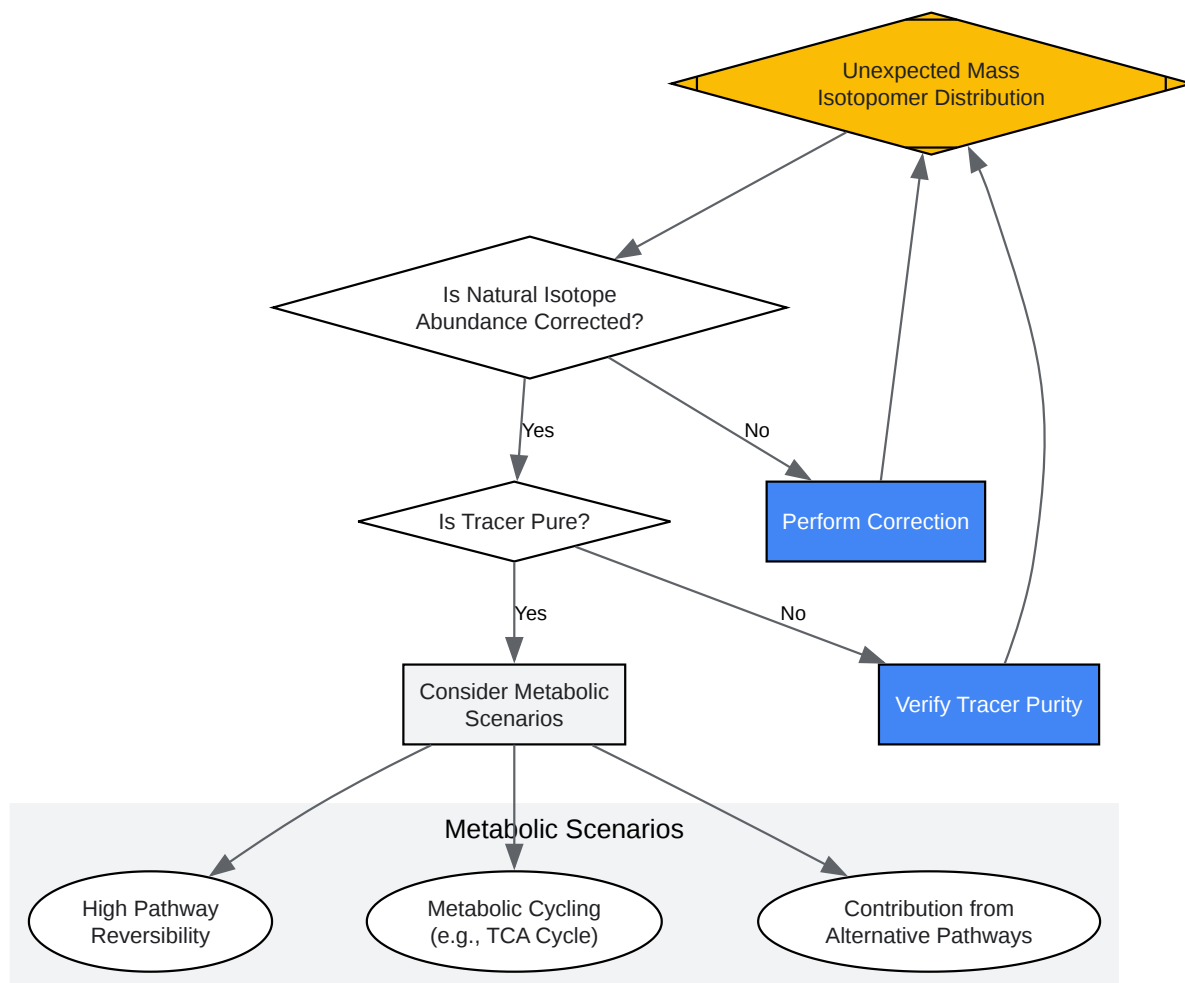 Unexpected Mass
Isotopomer Distribution
Is Natural Isotope
Abundance Corrected?
Yes
No
Is Tracer Pure?
Perform Correction
Yes
No
Consider Metabolic
Scenarios
Verify Tracer Purity
Metabolic Scenarios
High Pathway
Reversibility
Metabolic Cycling
(e.g., TCA Cycle)
Contribution from
Alternative Pathways